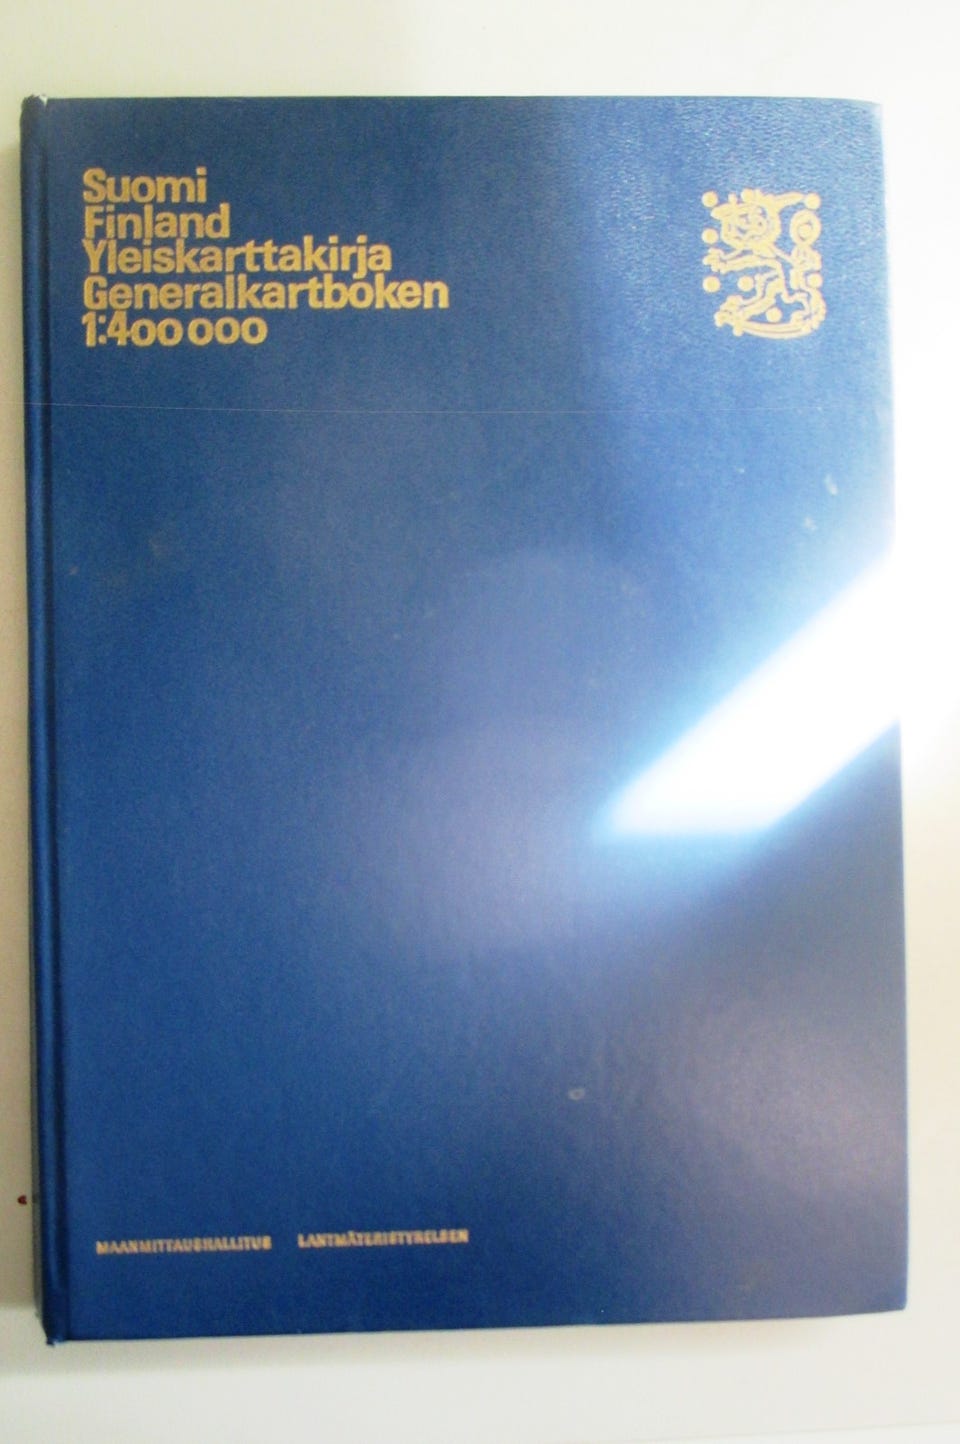 Suomi
Finland
Yleiskarttakirja
Generalkartboken
1:400 000
MAANMITTAUSHALLITUS LANTMÄTERISTYRELSEN